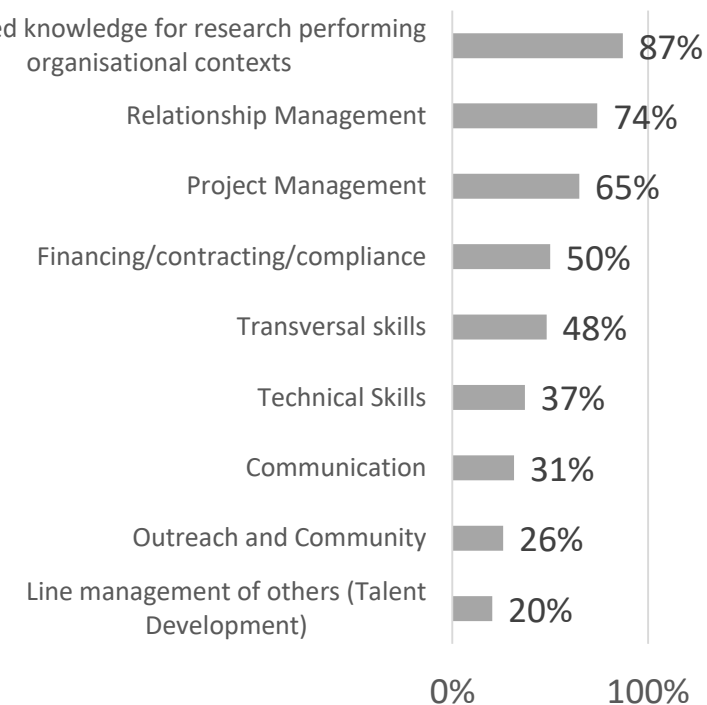 knowledge for research performing
organisational contexts
87%
Relationship Management
74%
Project Management
65%
Financing/contracting/compliance
50%
Transversal skills
48%
Technical Skills
37%
Communication
31%
Outreach and Community
26%
Line management of others (Talent
Development)
20%
0% 100%